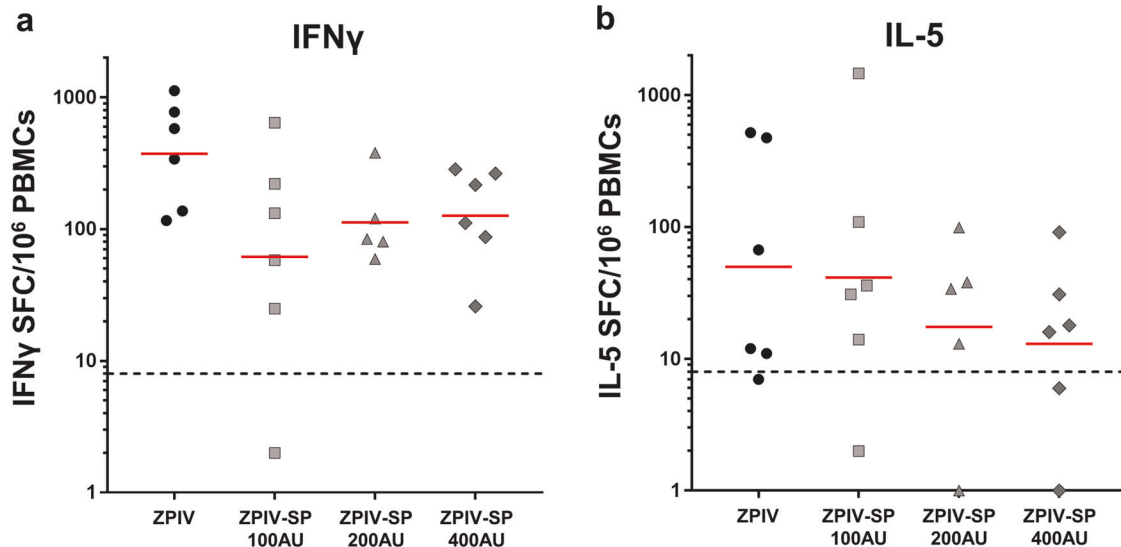 a
IFNγ
IFNγ SFC/10⁶ PBMCs
1000
100
10
1
ZPIV
ZPIV-SP
100AU
ZPIV-SP
200AU
ZPIV-SP
400AU
b
IL-5
IL-5 SFC/10⁶ PBMCs
1000
100
10
1
ZPIV
ZPIV-SP
100AU
ZPIV-SP
200AU
ZPIV-SP
400AU